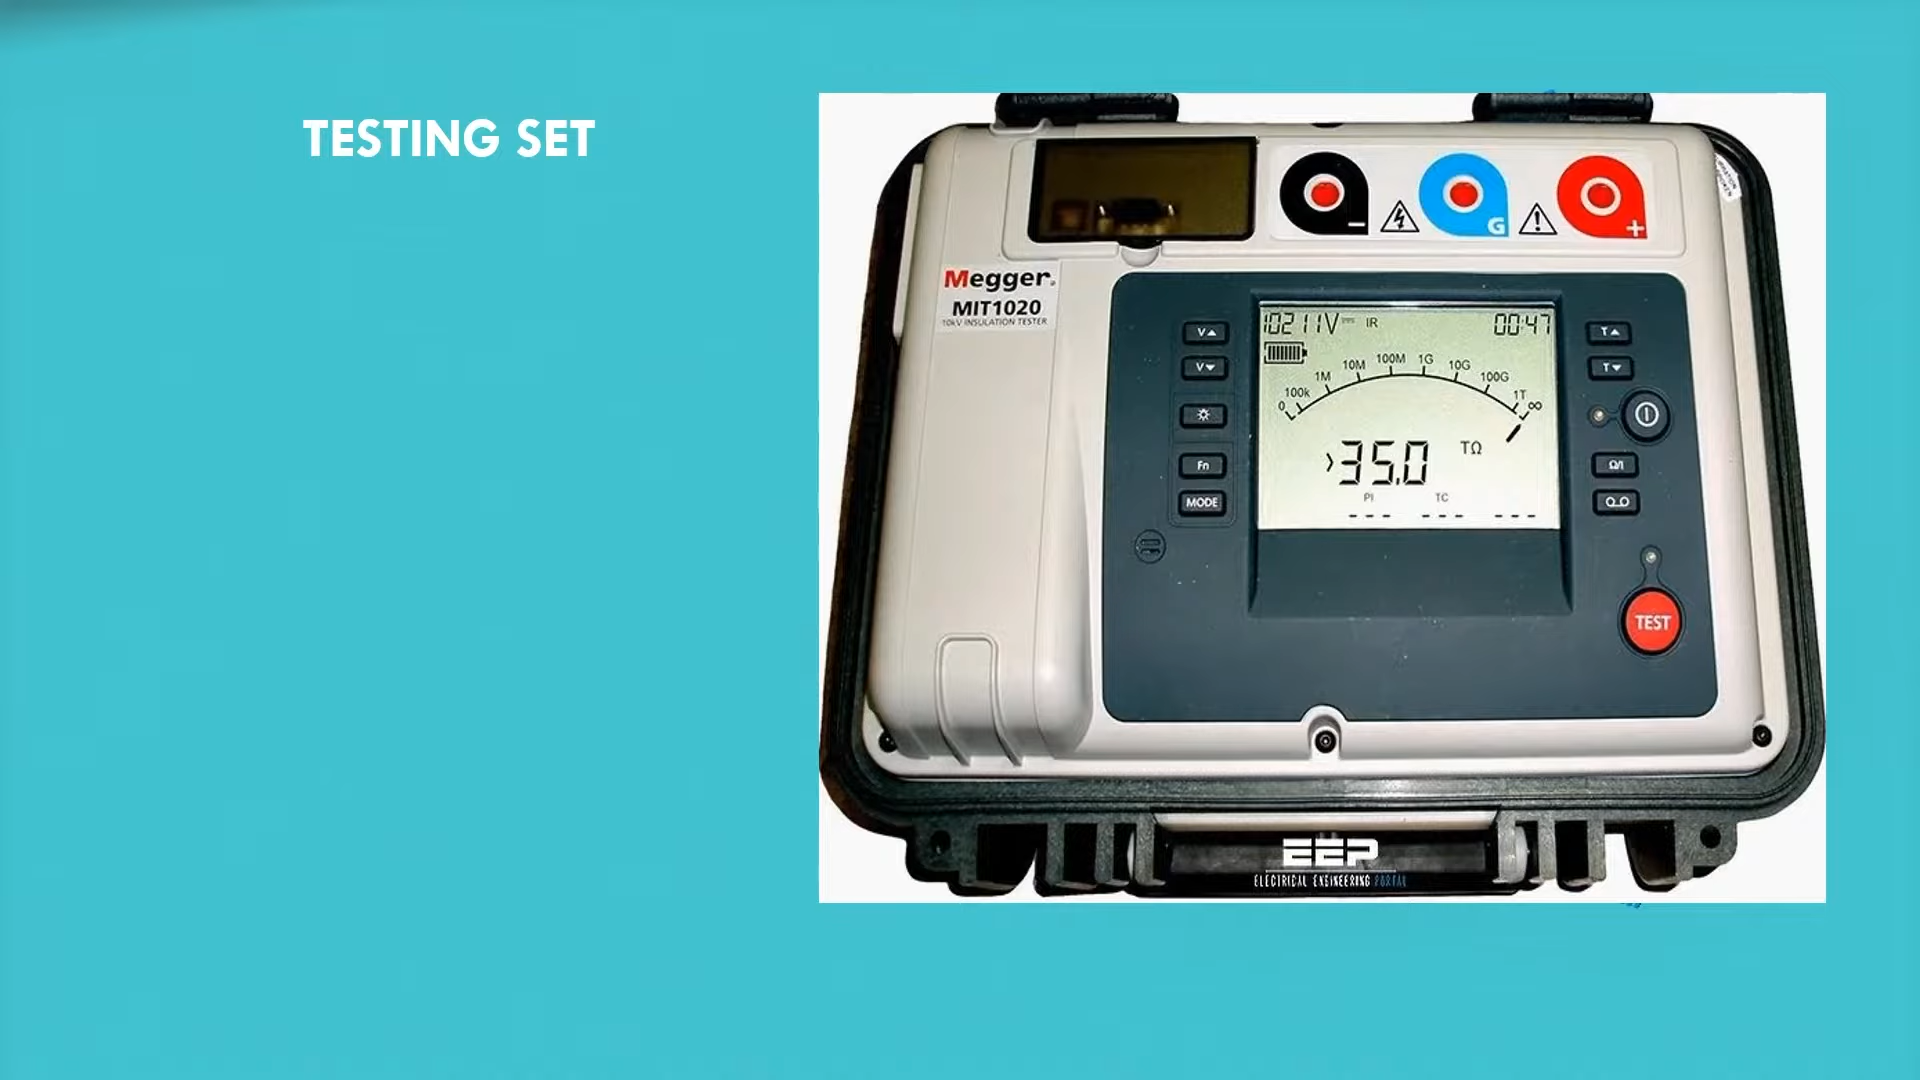 TESTING SET
Megger
MIT1020
10kV INSULATION TESTER
−
G
+
10211V IR 00:47
0 100k 1M 10M 100M 1G 10G 100G 1T ∞
>35.0 TΩ
PI TC
--- --- ---
V▲
V▼
Fn
MODE
T▲
T▼
Ω/I
TEST
EEP
ELECTRICAL ENGINEERING PORTAL